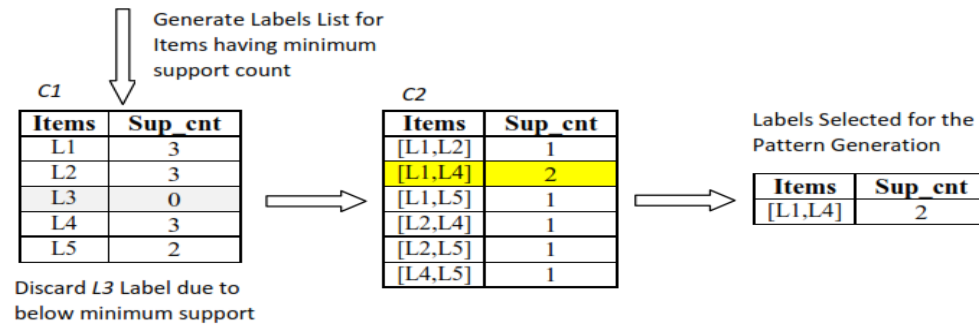 Generate Labels List for
Items having minimum
support count
C1
Items Sup_cnt
L1 3
L2 3
L3 0
L4 3
L5 2
Discard L3 Label due to
below minimum support
C2
Items Sup_cnt
[L1,L2] 1
[L1,L4] 2
[L1,L5] 1
[L2,L4] 1
[L2,L5] 1
[L4,L5] 1
Labels Selected for the
Pattern Generation
Items Sup_cnt
[L1,L4] 2